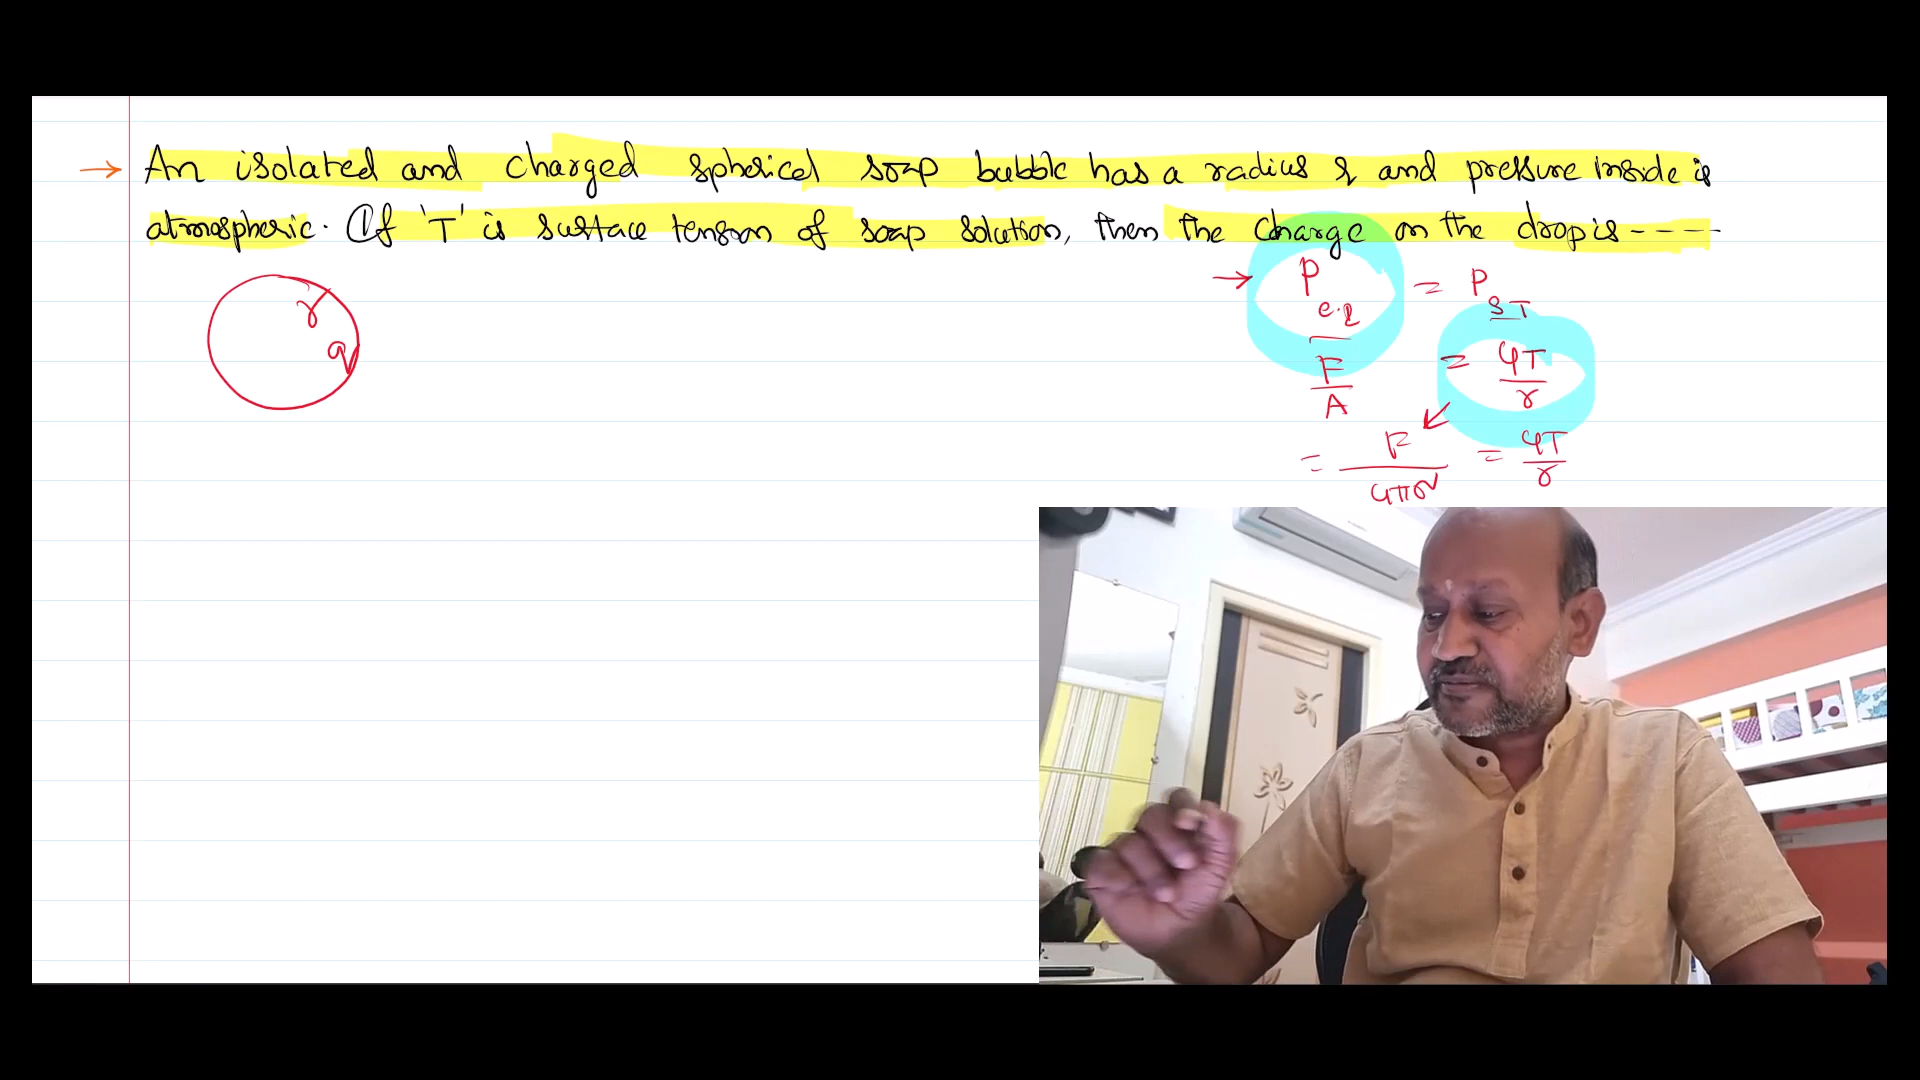 → An isolated and charged spherical soap bubble has a radius r and pressure inside is
atmospheric. If 'T' is surface tension of soap solution, then the charge on the drop is ----
r
q
→ P e.l = P S T
F/A = 4T/r
= F/4πr² = 4T/r